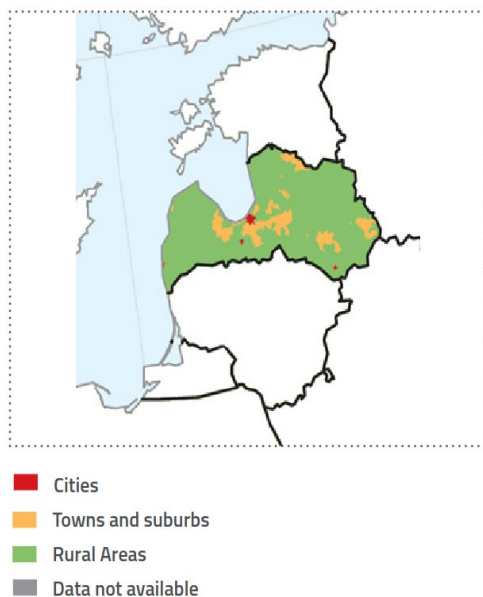 Cities
Towns and suburbs
Rural Areas
Data not available